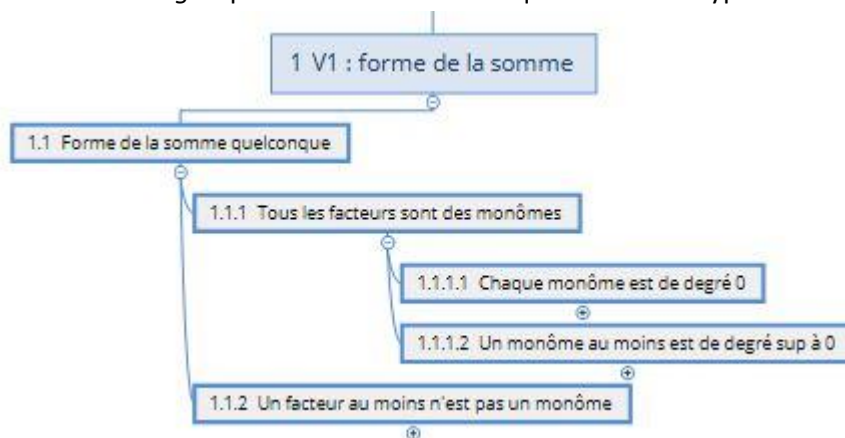 1 V1 : forme de la somme
1.1 Forme de la somme quelconque
1.1.1 Tous les facteurs sont des monômes
1.1.1.1 Chaque monôme est de degré 0
1.1.1.2 Un monôme au moins est de degré sup à 0
1.1.2 Un facteur au moins n'est pas un monôme